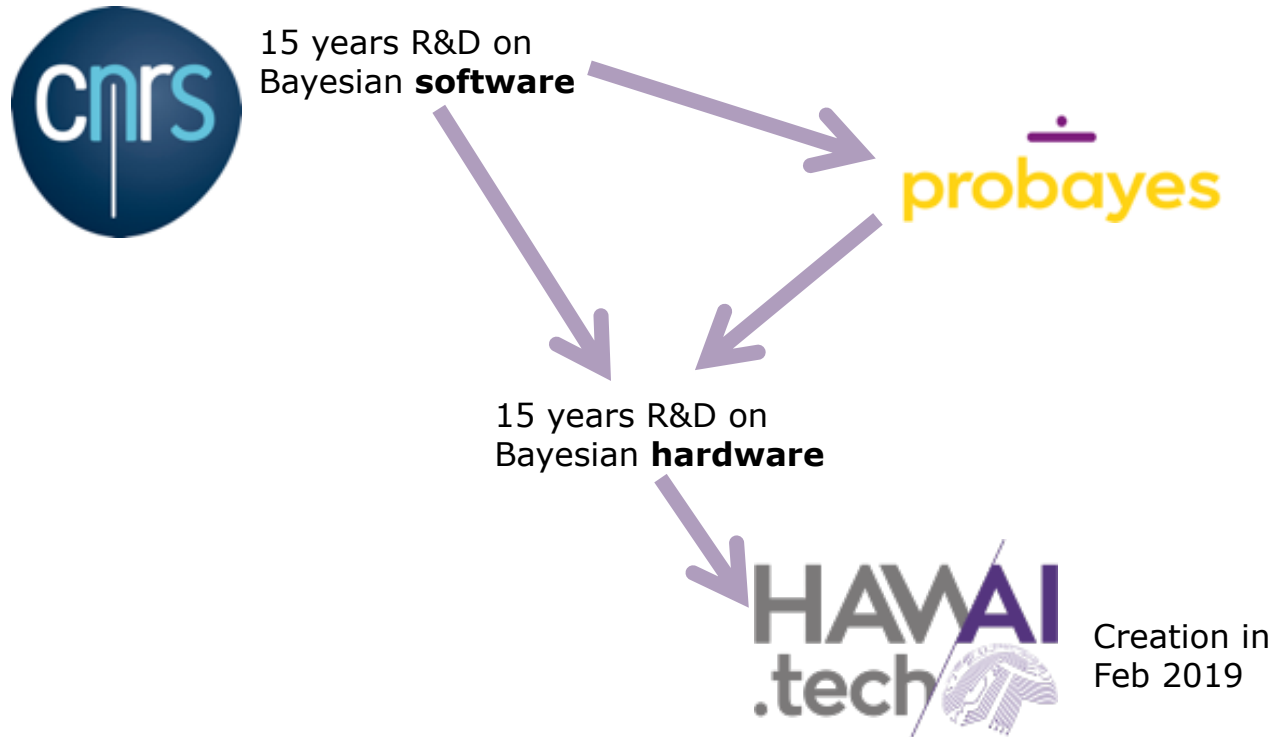 cnrs
15 years R&D on
Bayesian software
probayes
15 years R&D on
Bayesian hardware
HAWAI
.tech
Creation in
Feb 2019